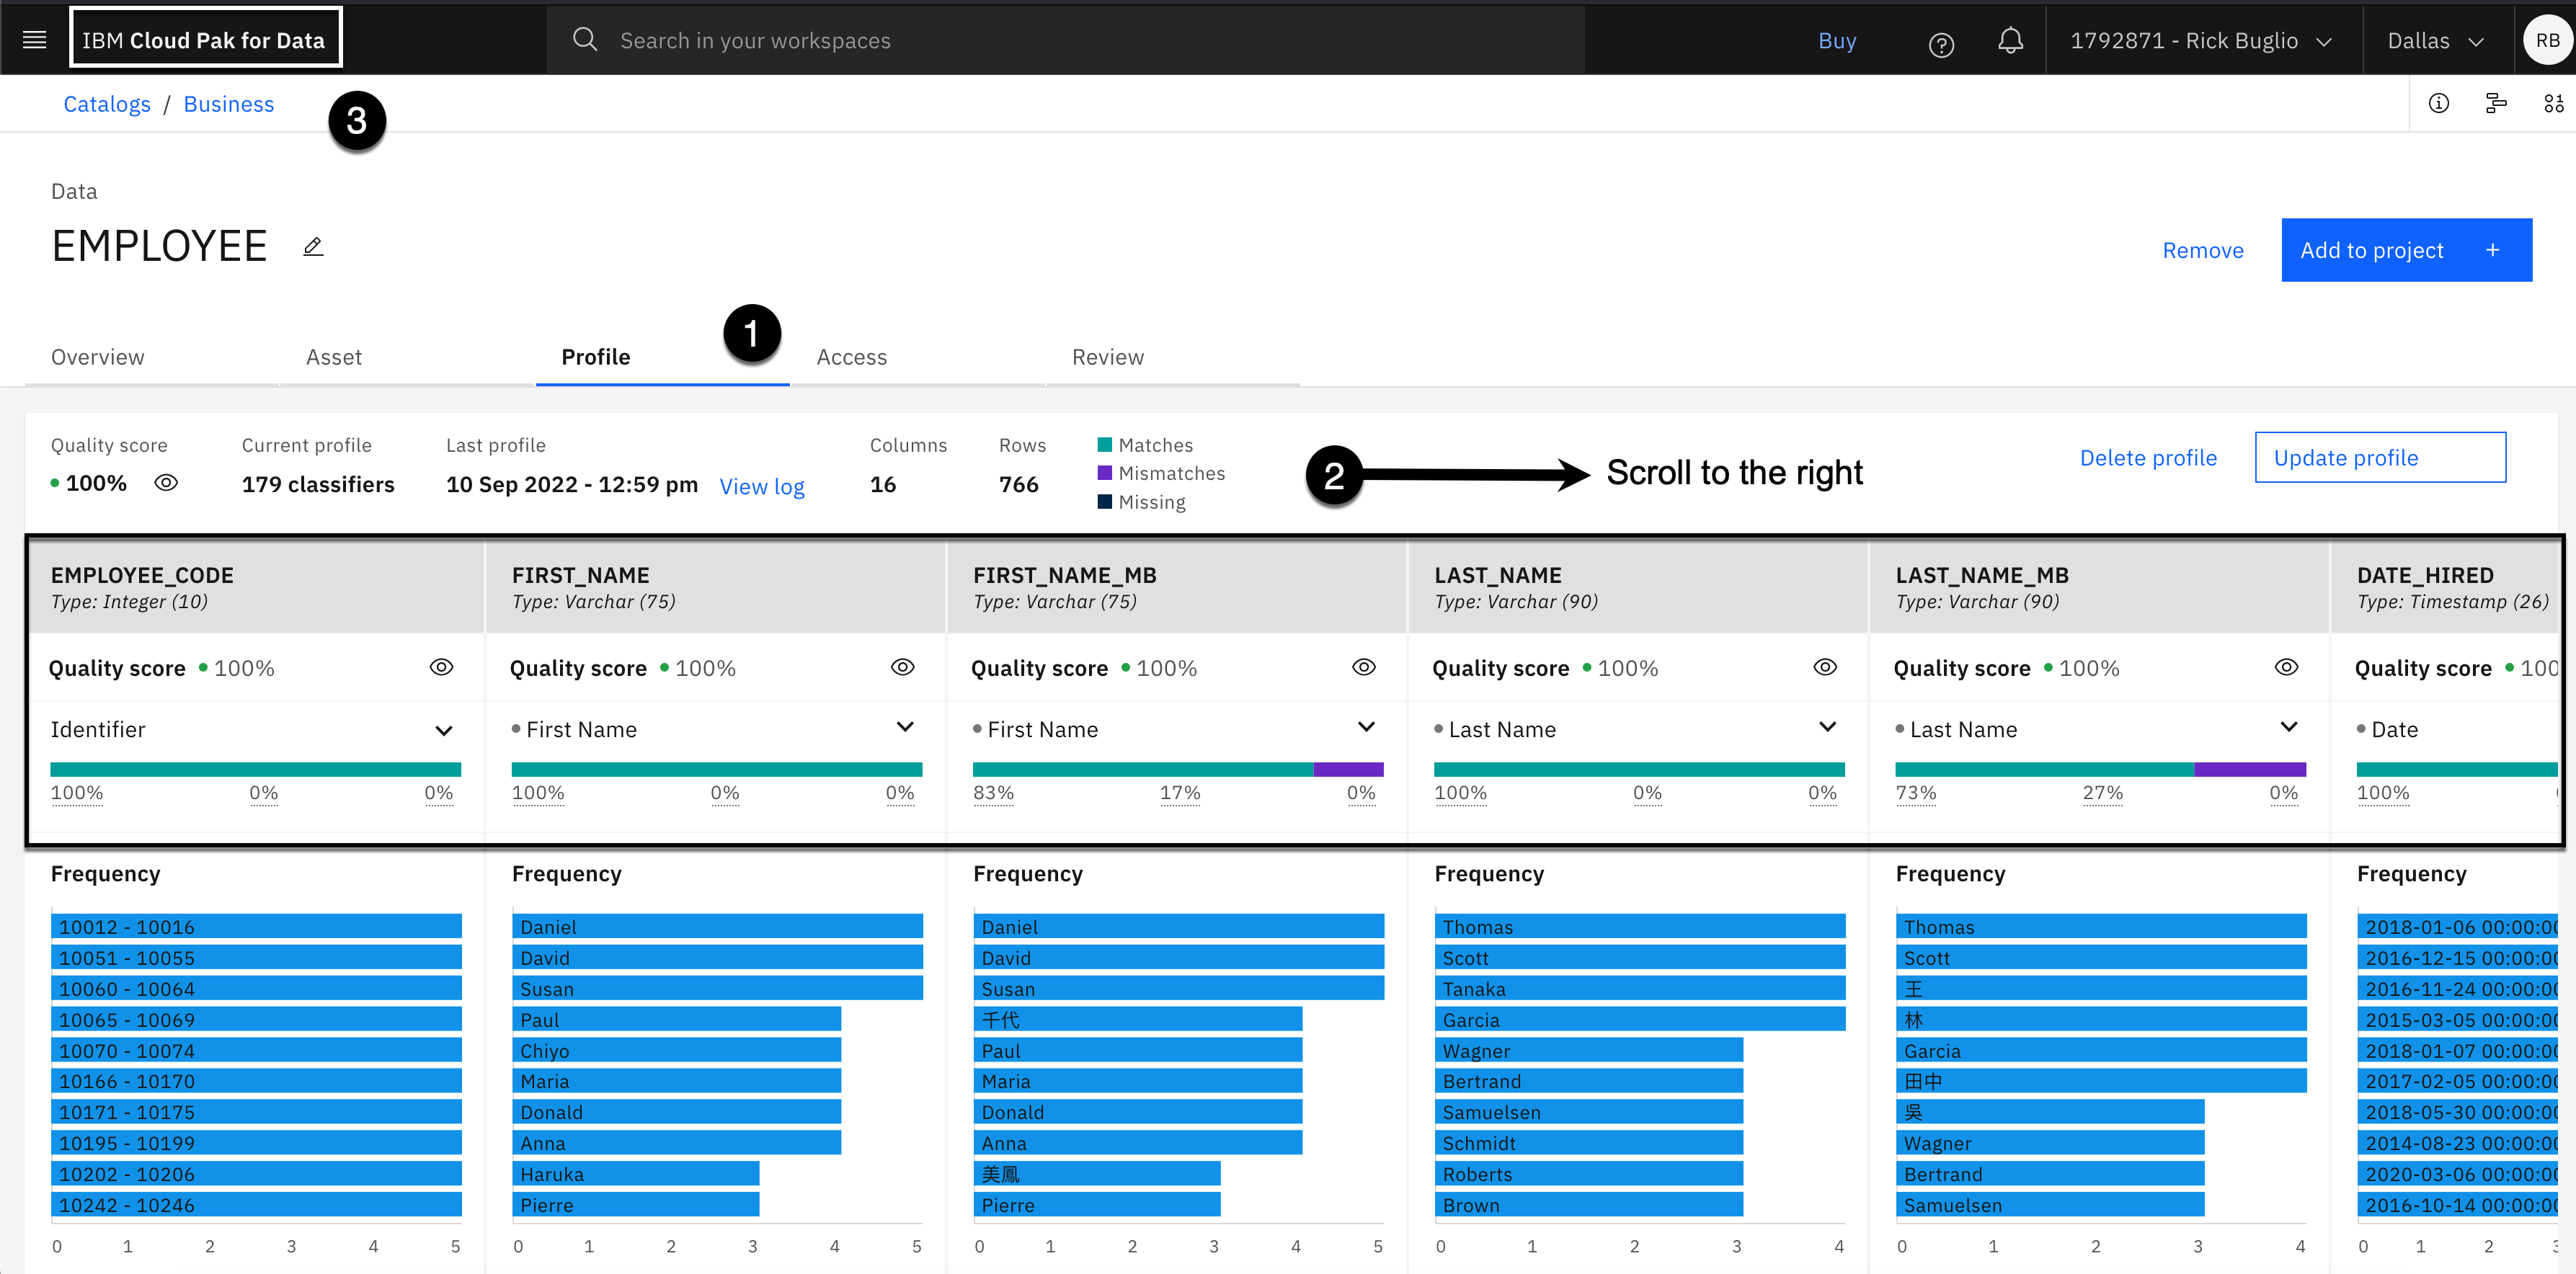 IBM Cloud Pak for Data
Search in your workspaces
Buy
1792871 - Rick Buglio
Dallas
RB
Catalogs / Business
3
Data
EMPLOYEE
Remove
Add to project +
1
Overview
Asset
Profile
Access
Review
Quality score
Current profile
Last profile
Columns
Rows
Matches
Mismatches
Missing
100%
179 classifiers
10 Sep 2022 - 12:59 pm
View log
16
766
2
Scroll to the right
Delete profile
Update profile
EMPLOYEE_CODE
Type: Integer (10)
Quality score 100%
Identifier
100% 0% 0%
Frequency
10012 - 10016
10051 - 10055
10060 - 10064
10065 - 10069
10070 - 10074
10166 - 10170
10171 - 10175
10195 - 10199
10202 - 10206
10242 - 10246
0 1 2 3 4 5
FIRST_NAME
Type: Varchar (75)
Quality score 100%
First Name
100% 0% 0%
Frequency
Daniel
David
Susan
Paul
Chiyo
Maria
Donald
Anna
Haruka
Pierre
0 1 2 3 4 5
FIRST_NAME_MB
Type: Varchar (75)
Quality score 100%
First Name
83% 17% 0%
Frequency
Daniel
David
Susan
千代
Paul
Maria
Donald
Anna
美鳳
Pierre
0 1 2 3 4 5
LAST_NAME
Type: Varchar (90)
Quality score 100%
Last Name
100% 0% 0%
Frequency
Thomas
Scott
Tanaka
Garcia
Wagner
Bertrand
Samuelsen
Schmidt
Roberts
Brown
0 1 2 3 4
LAST_NAME_MB
Type: Varchar (90)
Quality score 100%
Last Name
73% 27% 0%
Frequency
Thomas
Scott
王
林
Garcia
田中
吳
Wagner
Bertrand
Samuelsen
0 1 2 3 4
DATE_HIRED
Type: Timestamp (26)
Quality score 100
Date
100%
Frequency
2018-01-06 00:00:0
2016-12-15 00:00:0
2016-11-24 00:00:0
2015-03-05 00:00:0
2018-01-07 00:00:0
2017-02-05 00:00:0
2018-05-30 00:00:0
2014-08-23 00:00:0
2020-03-06 00:00:0
2016-10-14 00:00:0
0 1 2